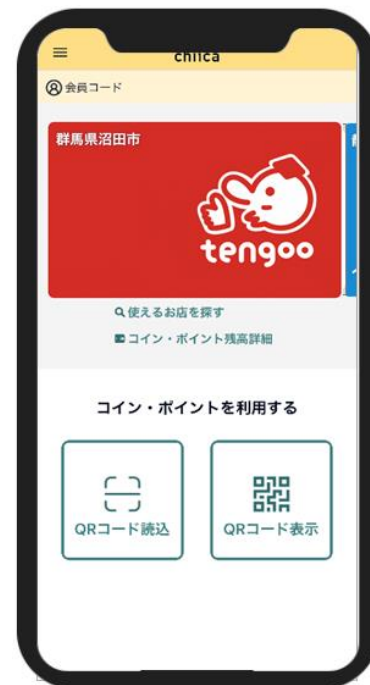 chiica
会員コード
群馬県沼田市
tengoo
使えるお店を探す
コイン・ポイント残高詳細
コイン・ポイントを利用する
QRコード読込
QRコード表示